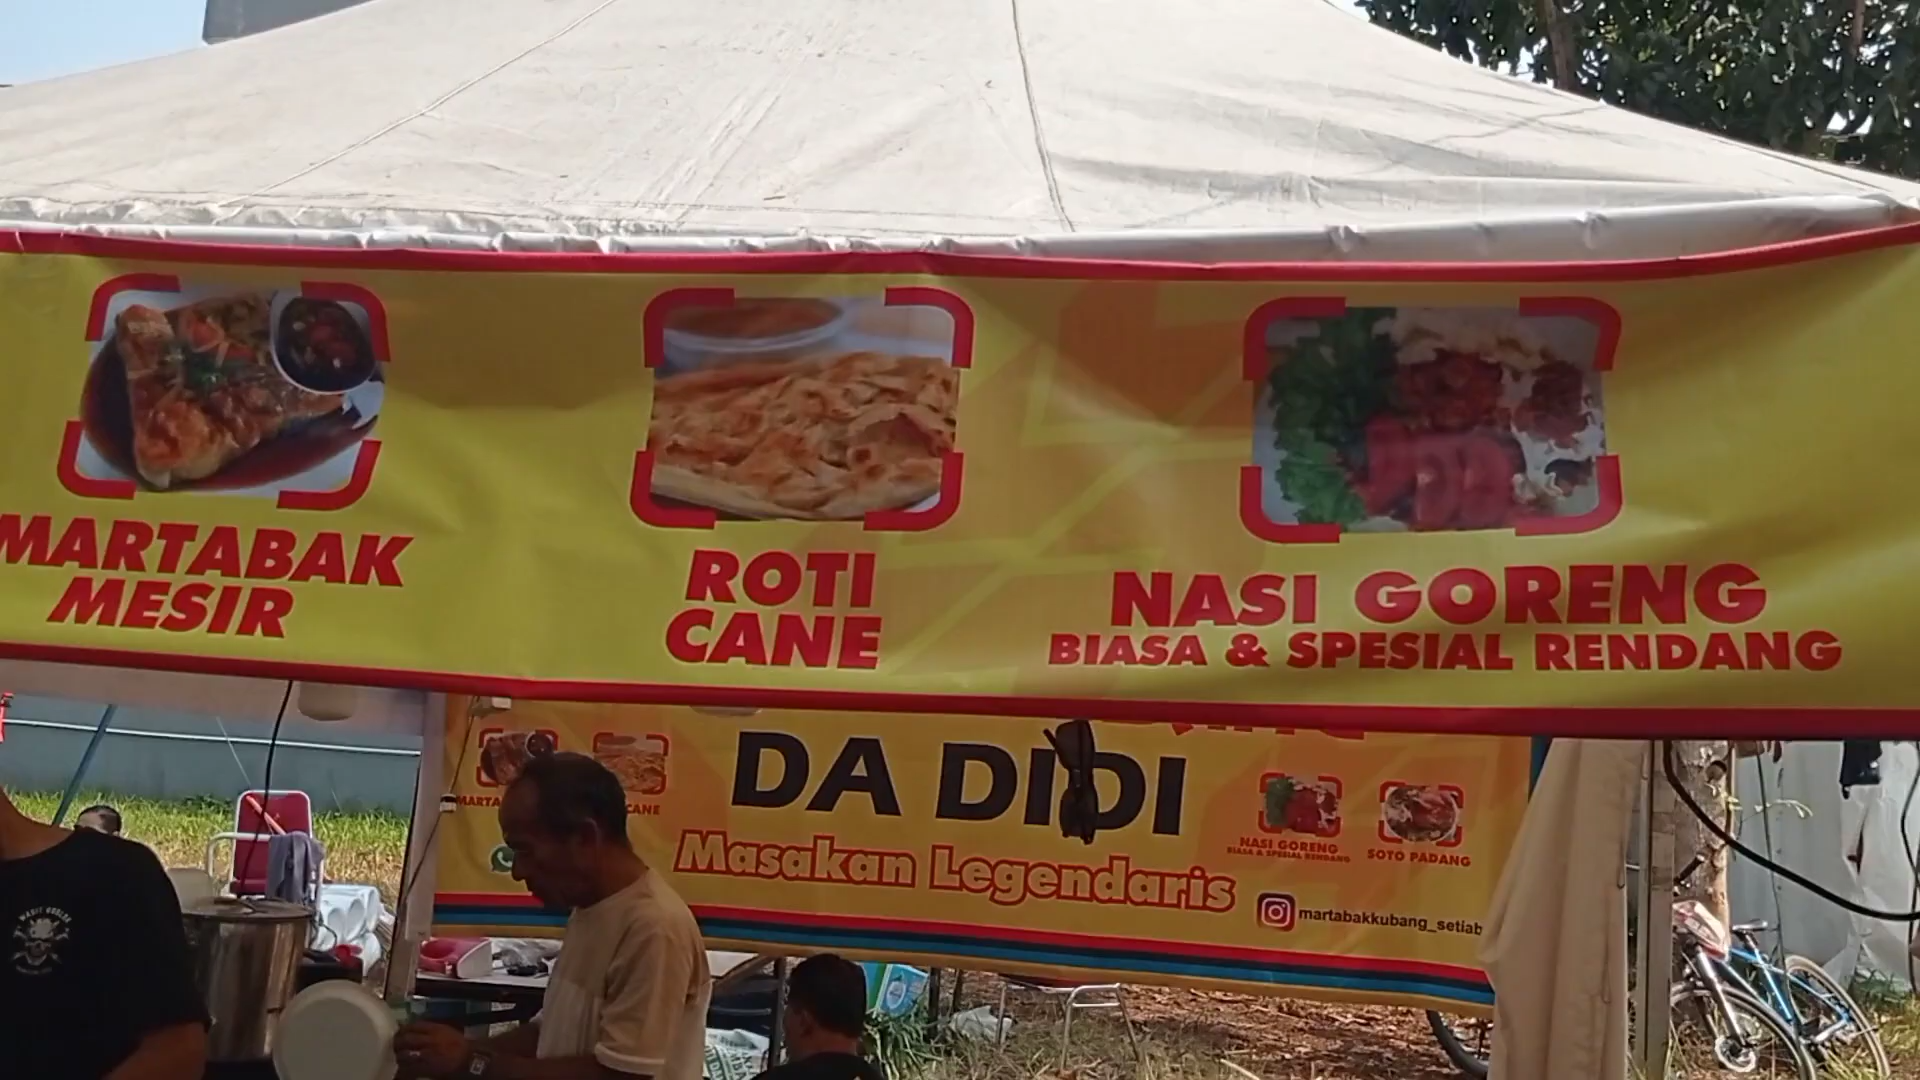 MARTABAK
MESIR
ROTI
CANE
NASI GORENG
BIASA & SPESIAL RENDANG
DA DIDI
Masakan Legendaris
CANE
NASI GORENG
BIASA & SPESIAL RENDANG
SOTO PADANG
martabakkubang_setiab